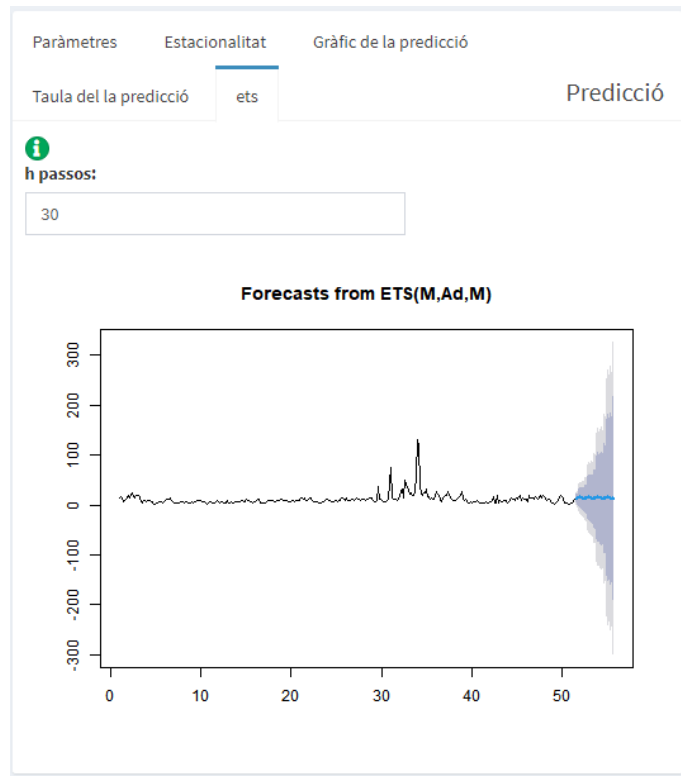 Paràmetres Estacionalitat Gràfic de la predicció
Taula del la predicció ets Predicció
h passos:
30
Forecasts from ETS(M,Ad,M)
300
200
100
0
-100
-200
-300
0 10 20 30 40 50